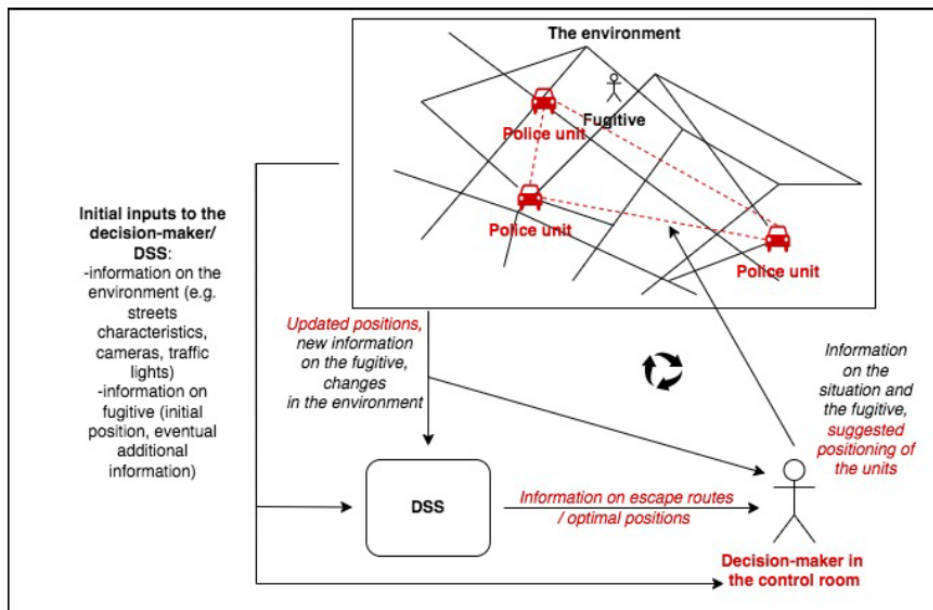 The environment
Fugitive
Police unit
Police unit
Police unit
Initial inputs to the
decision-maker/
DSS:
-information on the
environment (e.g.
streets
characteristics,
cameras, traffic
lights)
-information on
fugitive (initial
position, eventual
additional
information)
Updated positions,
new information
on the fugitive,
changes
in the environment
Information
on the
situation and
the fugitive,
suggested
positioning of
the units
DSS
Information on escape routes
/ optimal positions
Decision-maker in
the control room